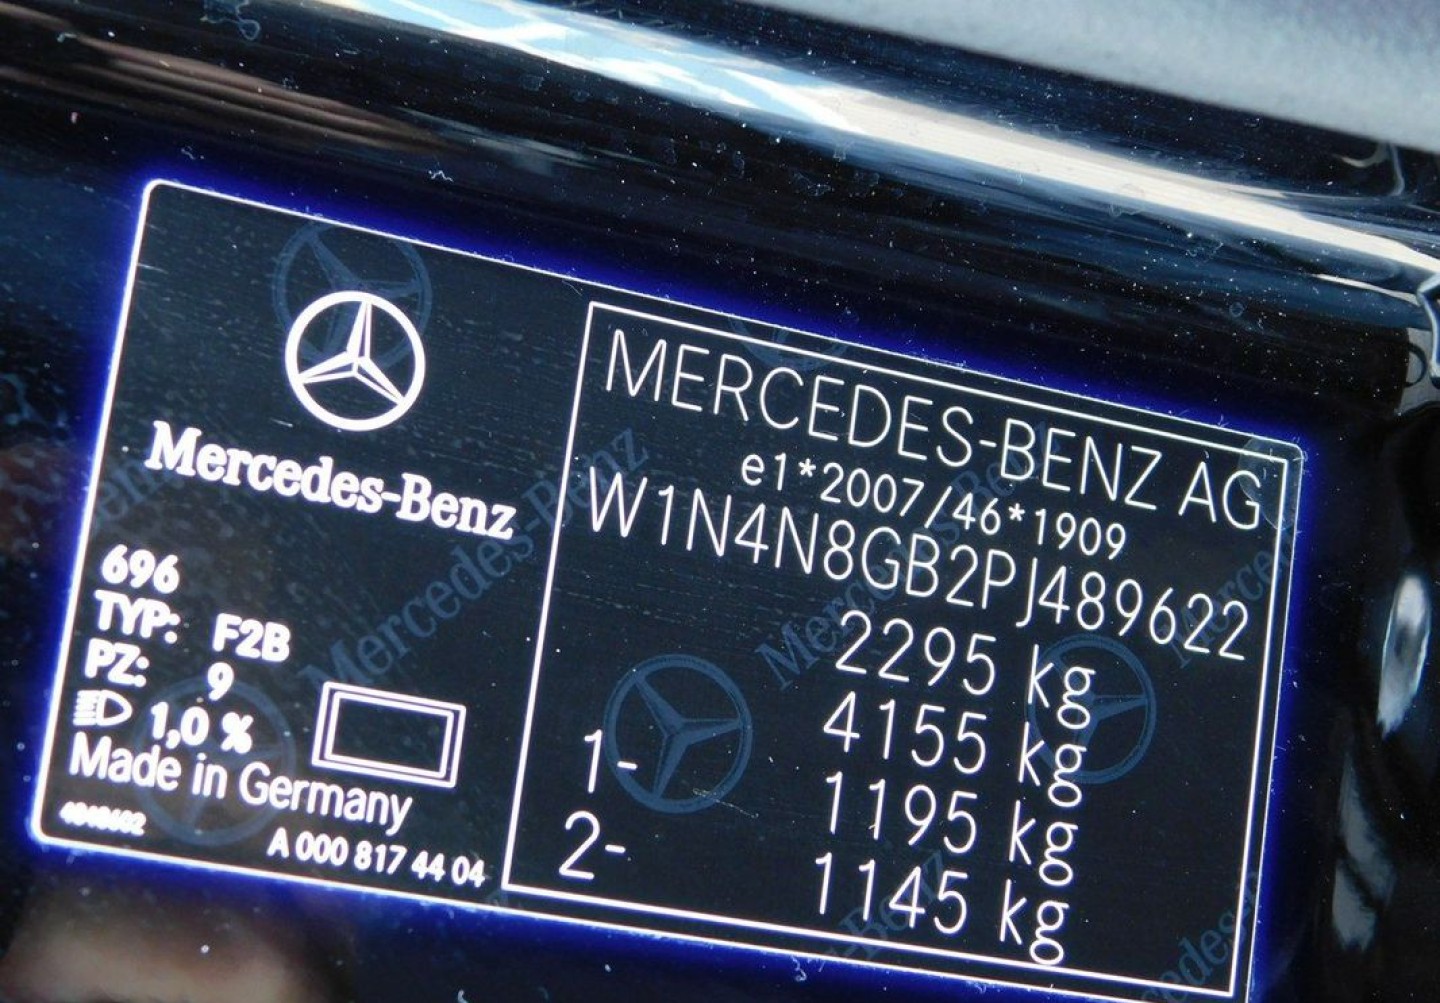 Mercedes-Benz
696
TYP: F2B
PZ: 9
1,0 %
Made in Germany
A 000 817 44 04
MERCEDES-BENZ AG
e1*2007/46*1909
W1N4N8GB2PJ489622
2295 kg
4155 kg
1- 1195 kg
2- 1145 kg